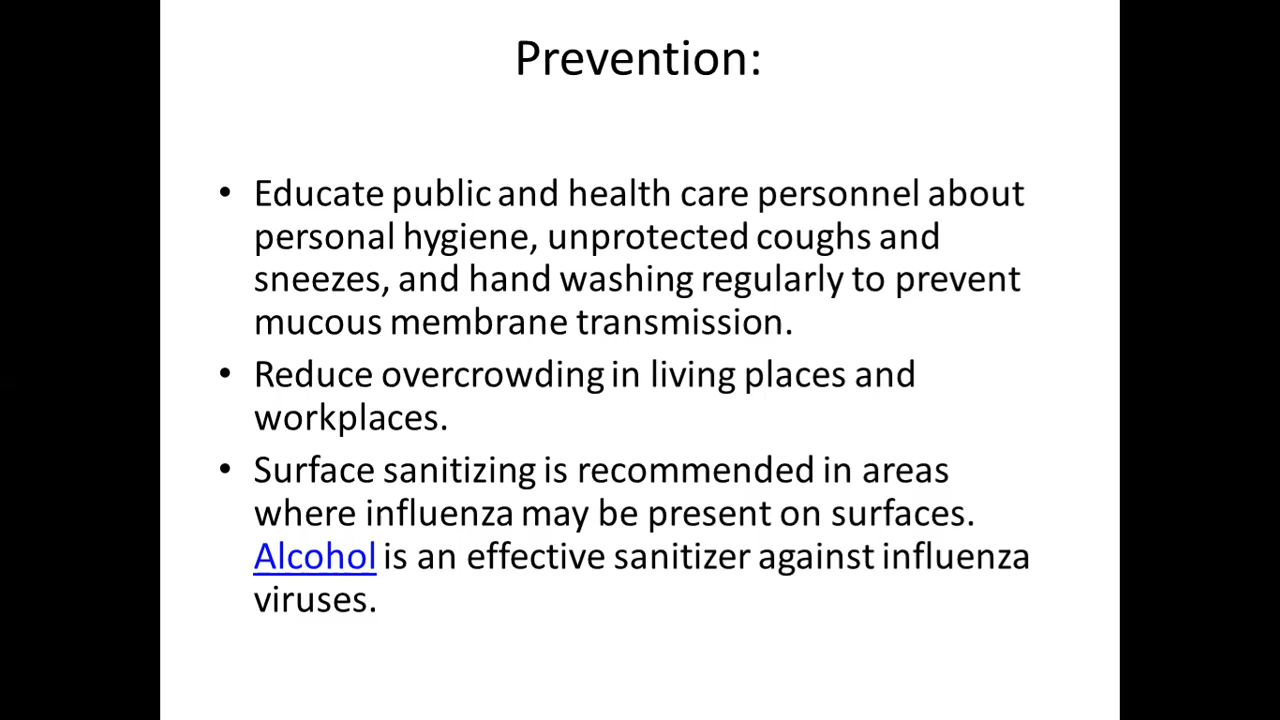 Prevention:
• Educate public and health care personnel about
personal hygiene, unprotected coughs and
sneezes, and hand washing regularly to prevent
mucous membrane transmission.
• Reduce overcrowding in living places and
workplaces.
• Surface sanitizing is recommended in areas
where influenza may be present on surfaces.
Alcohol is an effective sanitizer against influenza
viruses.